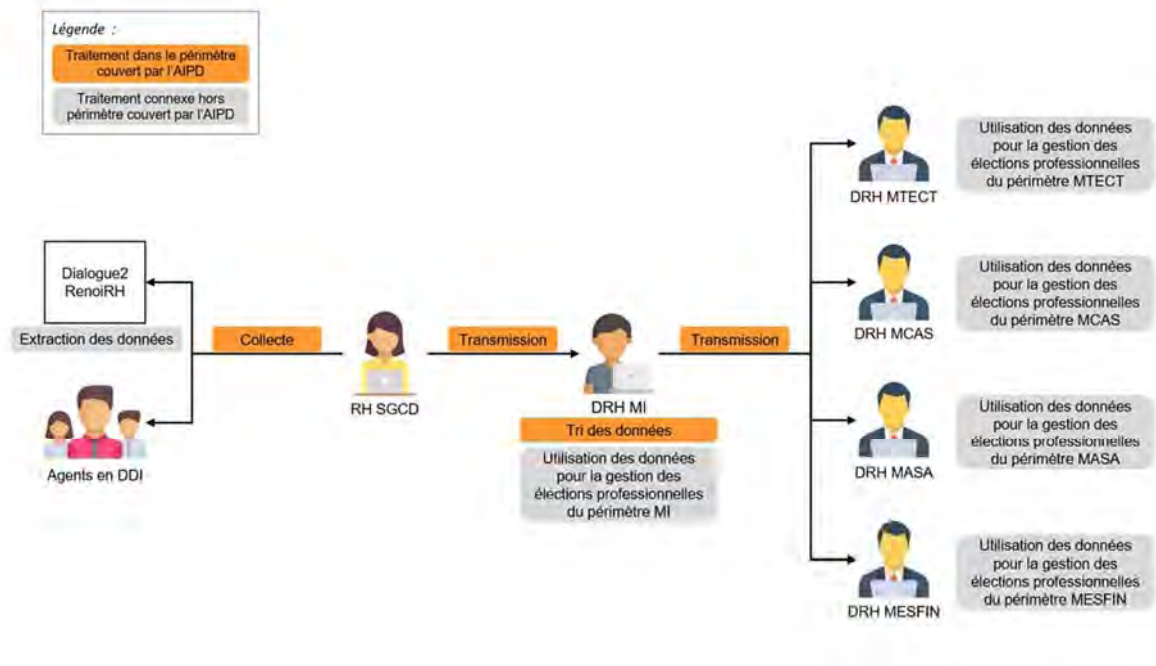 Légende :
Traitement dans le périmètre
couvert par l'AIPD
Traitement connexe hors
périmètre couvert par l'AIPD
Dialogue2
RenoiRH
Extraction des données
Agents en DDI
Collecte
RH SGCD
Transmission
DRH MI
Tri des données
Utilisation des données
pour la gestion des
élections professionnelles
du périmètre MI
Transmission
DRH MTECT
Utilisation des données
pour la gestion des
élections professionnelles
du périmètre MTECT
DRH MCAS
Utilisation des données
pour la gestion des
élections professionnelles
du périmètre MCAS
DRH MASA
Utilisation des données
pour la gestion des
élections professionnelles
du périmètre MASA
DRH MESFIN
Utilisation des données
pour la gestion des
élections professionnelles
du périmètre MESFIN